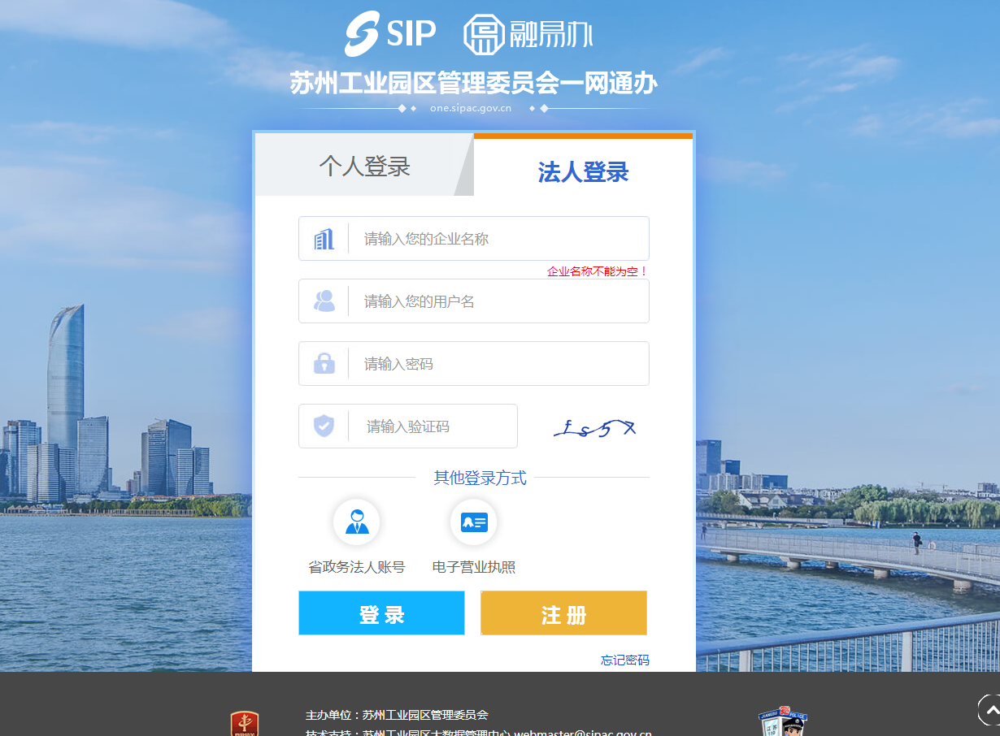 SIP 融易办
苏州工业园区管理委员会一网通办
one.sipac.gov.cn
个人登录
法人登录
请输入您的企业名称
企业名称不能为空！
请输入您的用户名
请输入密码
请输入验证码
fs57
其他登录方式
省政务法人账号
电子营业执照
登录
注册
忘记密码
主办单位：苏州工业园区管理委员会
技术支持：苏州工业园区大数据管理中心 webmaster@sipac.gov.cn